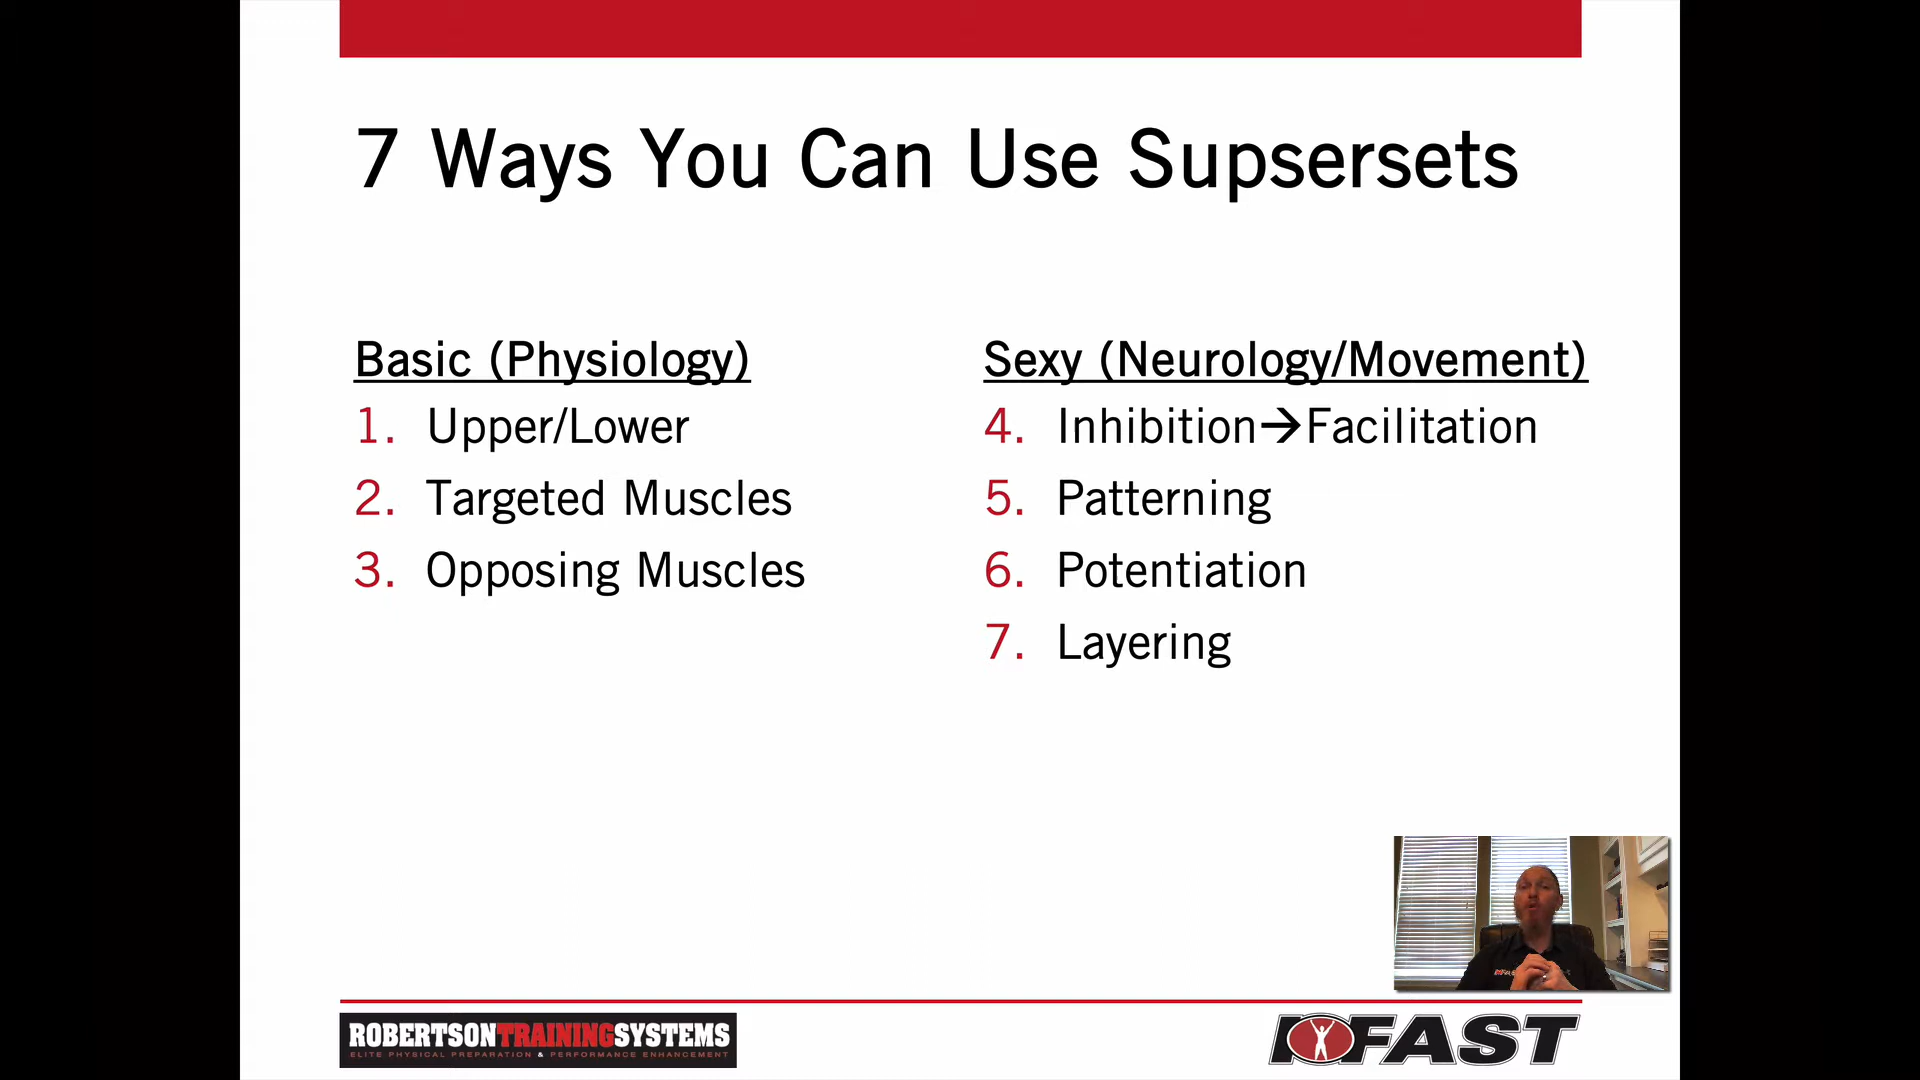 7 Ways You Can Use Supsersets
Basic (Physiology)
1. Upper/Lower
2. Targeted Muscles
3. Opposing Muscles
Sexy (Neurology/Movement)
4. Inhibition→Facilitation
5. Patterning
6. Potentiation
7. Layering
ROBERTSONTRAININGSYSTEMS
ELITE PHYSICAL PREPARATION & PERFORMANCE ENHANCEMENT
IFAST